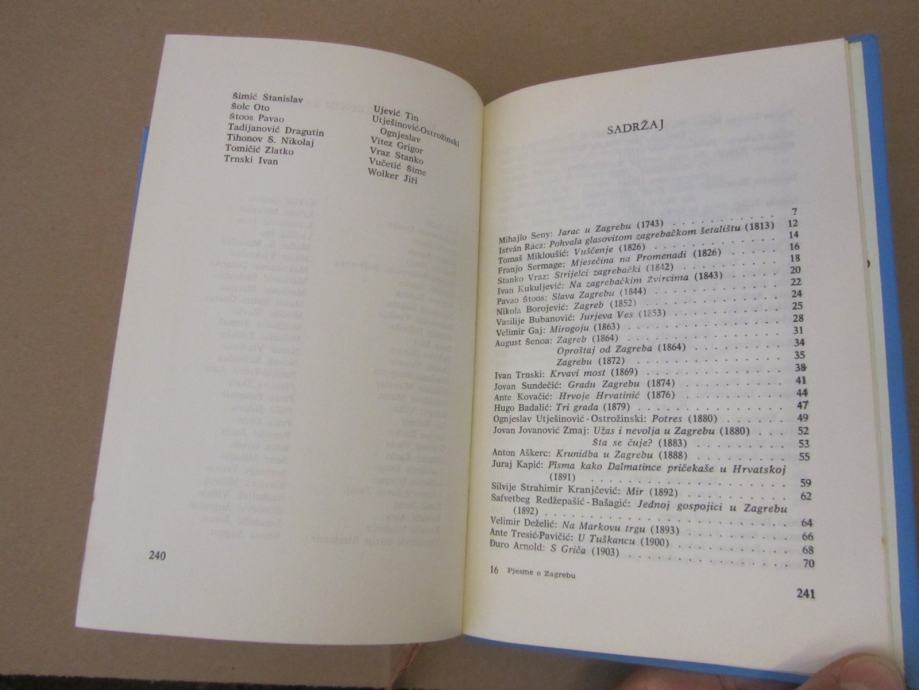 Šimić Stanislav
Šolc Oto
Štoos Pavao
Tadijanović Dragutin
Tihonov S. Nikolaj
Tomičić Zlatko
Trnski Ivan
Ujević Tin
Utješinović-Ostrožinski
Ognjeslav
Vitez Grigor
Vraz Stanko
Vučetić Šime
Wolker Jiři
240
SADRŽAJ
Mihajlo Seny: Jarac u Zagrebu (1743) . . . . . . . . . . 7
István Rácz: Pohvala glasovitom zagrebačkom šetalištu (1813) 12
Tomaš Mikloušić: Vuščenje (1826) . . . . . . . . . . 14
Franjo Sermage: Mjesečina na Promenadi (1826) . . . . . 16
Stanko Vraz: Strijelci zagrebački (1842) . . . . . . . . 18
Ivan Kukuljević: Na zagrebačkim Zvircima (1843) . . . . . 20
Pavao Štoos: Slava Zagrebu (1844) . . . . . . . . . . 22
Nikola Borojević: Zagreb (1852) . . . . . . . . . . 24
Vasilije Bubanović: Jurjeva Ves (1853) . . . . . . . . 25
Velimir Gaj: Mirogoju (1863) . . . . . . . . . . 28
August Šenoa: Zagreb (1864) . . . . . . . . . . 31
Oproštaj od Zagreba (1864) . . . . . . . . 34
Zagrebu (1872) . . . . . . . . . . 35
Ivan Trnski: Krvavi most (1869) . . . . . . . . . . 38
Jovan Sundečić: Gradu Zagrebu (1874) . . . . . . . . 41
Ante Kovačić: Hrvoje Hrvatinić (1876) . . . . . . . . 44
Hugo Badalić: Tri grada (1879) . . . . . . . . . . 47
Ognjeslav Utješinović-Ostrožinski: Potres (1880) . . . . . 49
Jovan Jovanović Zmaj: Užas i nevolja u Zagrebu (1880) . . . 52
Šta se čuje? (1883) . . . . . . . . 53
Anton Aškerc: Krunidba u Zagrebu (1888) . . . . . . . . 55
Juraj Kapić: Pisma kako Dalmatince pričekaše u Hrvatskoj
(1891) . . . . . . . . . . 59
Silvije Strahimir Kranjčević: Mir (1892) . . . . . . . . 62
Safvetbeg Redžepašić-Bašagić: Jednoj gospojici u Zagrebu
(1892) . . . . . . . . . . 64
Velimir Deželić: Na Markovu trgu (1893) . . . . . . . . 66
Ante Tresić-Pavičić: U Tuškancu (1900) . . . . . . . . 68
Đuro Arnold: S Griča (1903) . . . . . . . . . . 70
16 Pjesme o Zagrebu
241